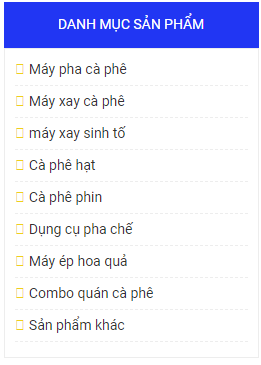 DANH MỤC SẢN PHẨM
Máy pha cà phê
Máy xay cà phê
máy xay sinh tố
Cà phê hạt
Cà phê phin
Dụng cụ pha chế
Máy ép hoa quả
Combo quán cà phê
Sản phẩm khác